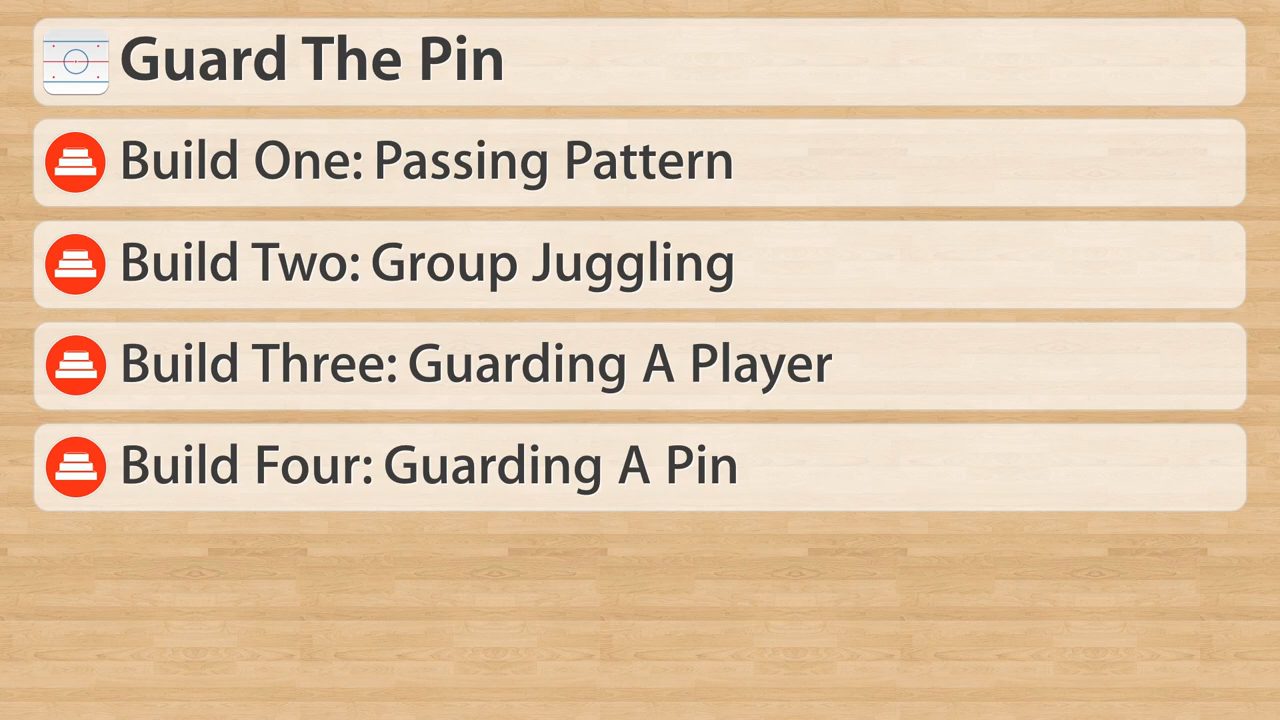 Guard The Pin
Build One: Passing Pattern
Build Two: Group Juggling
Build Three: Guarding A Player
Build Four: Guarding A Pin